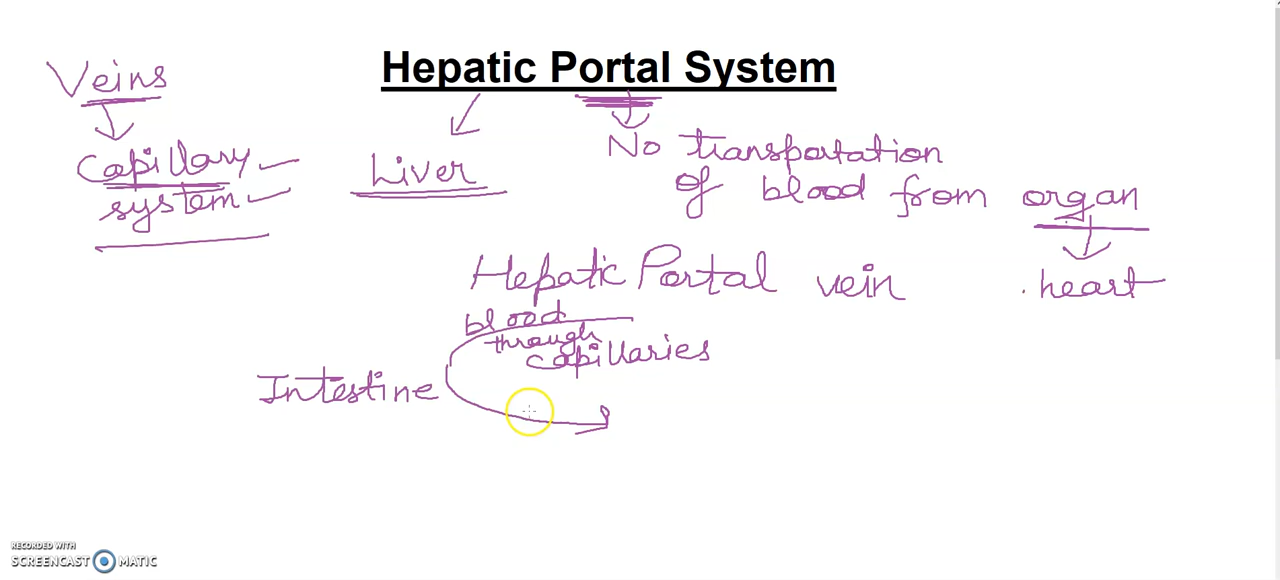 Hepatic Portal System
Veins
Capillary
system
Liver
No transportation
of blood from organ
heart
Hepatic Portal vein
blood
through
capillaries
Intestine
RECORDED WITH
SCREENCAST MATIC